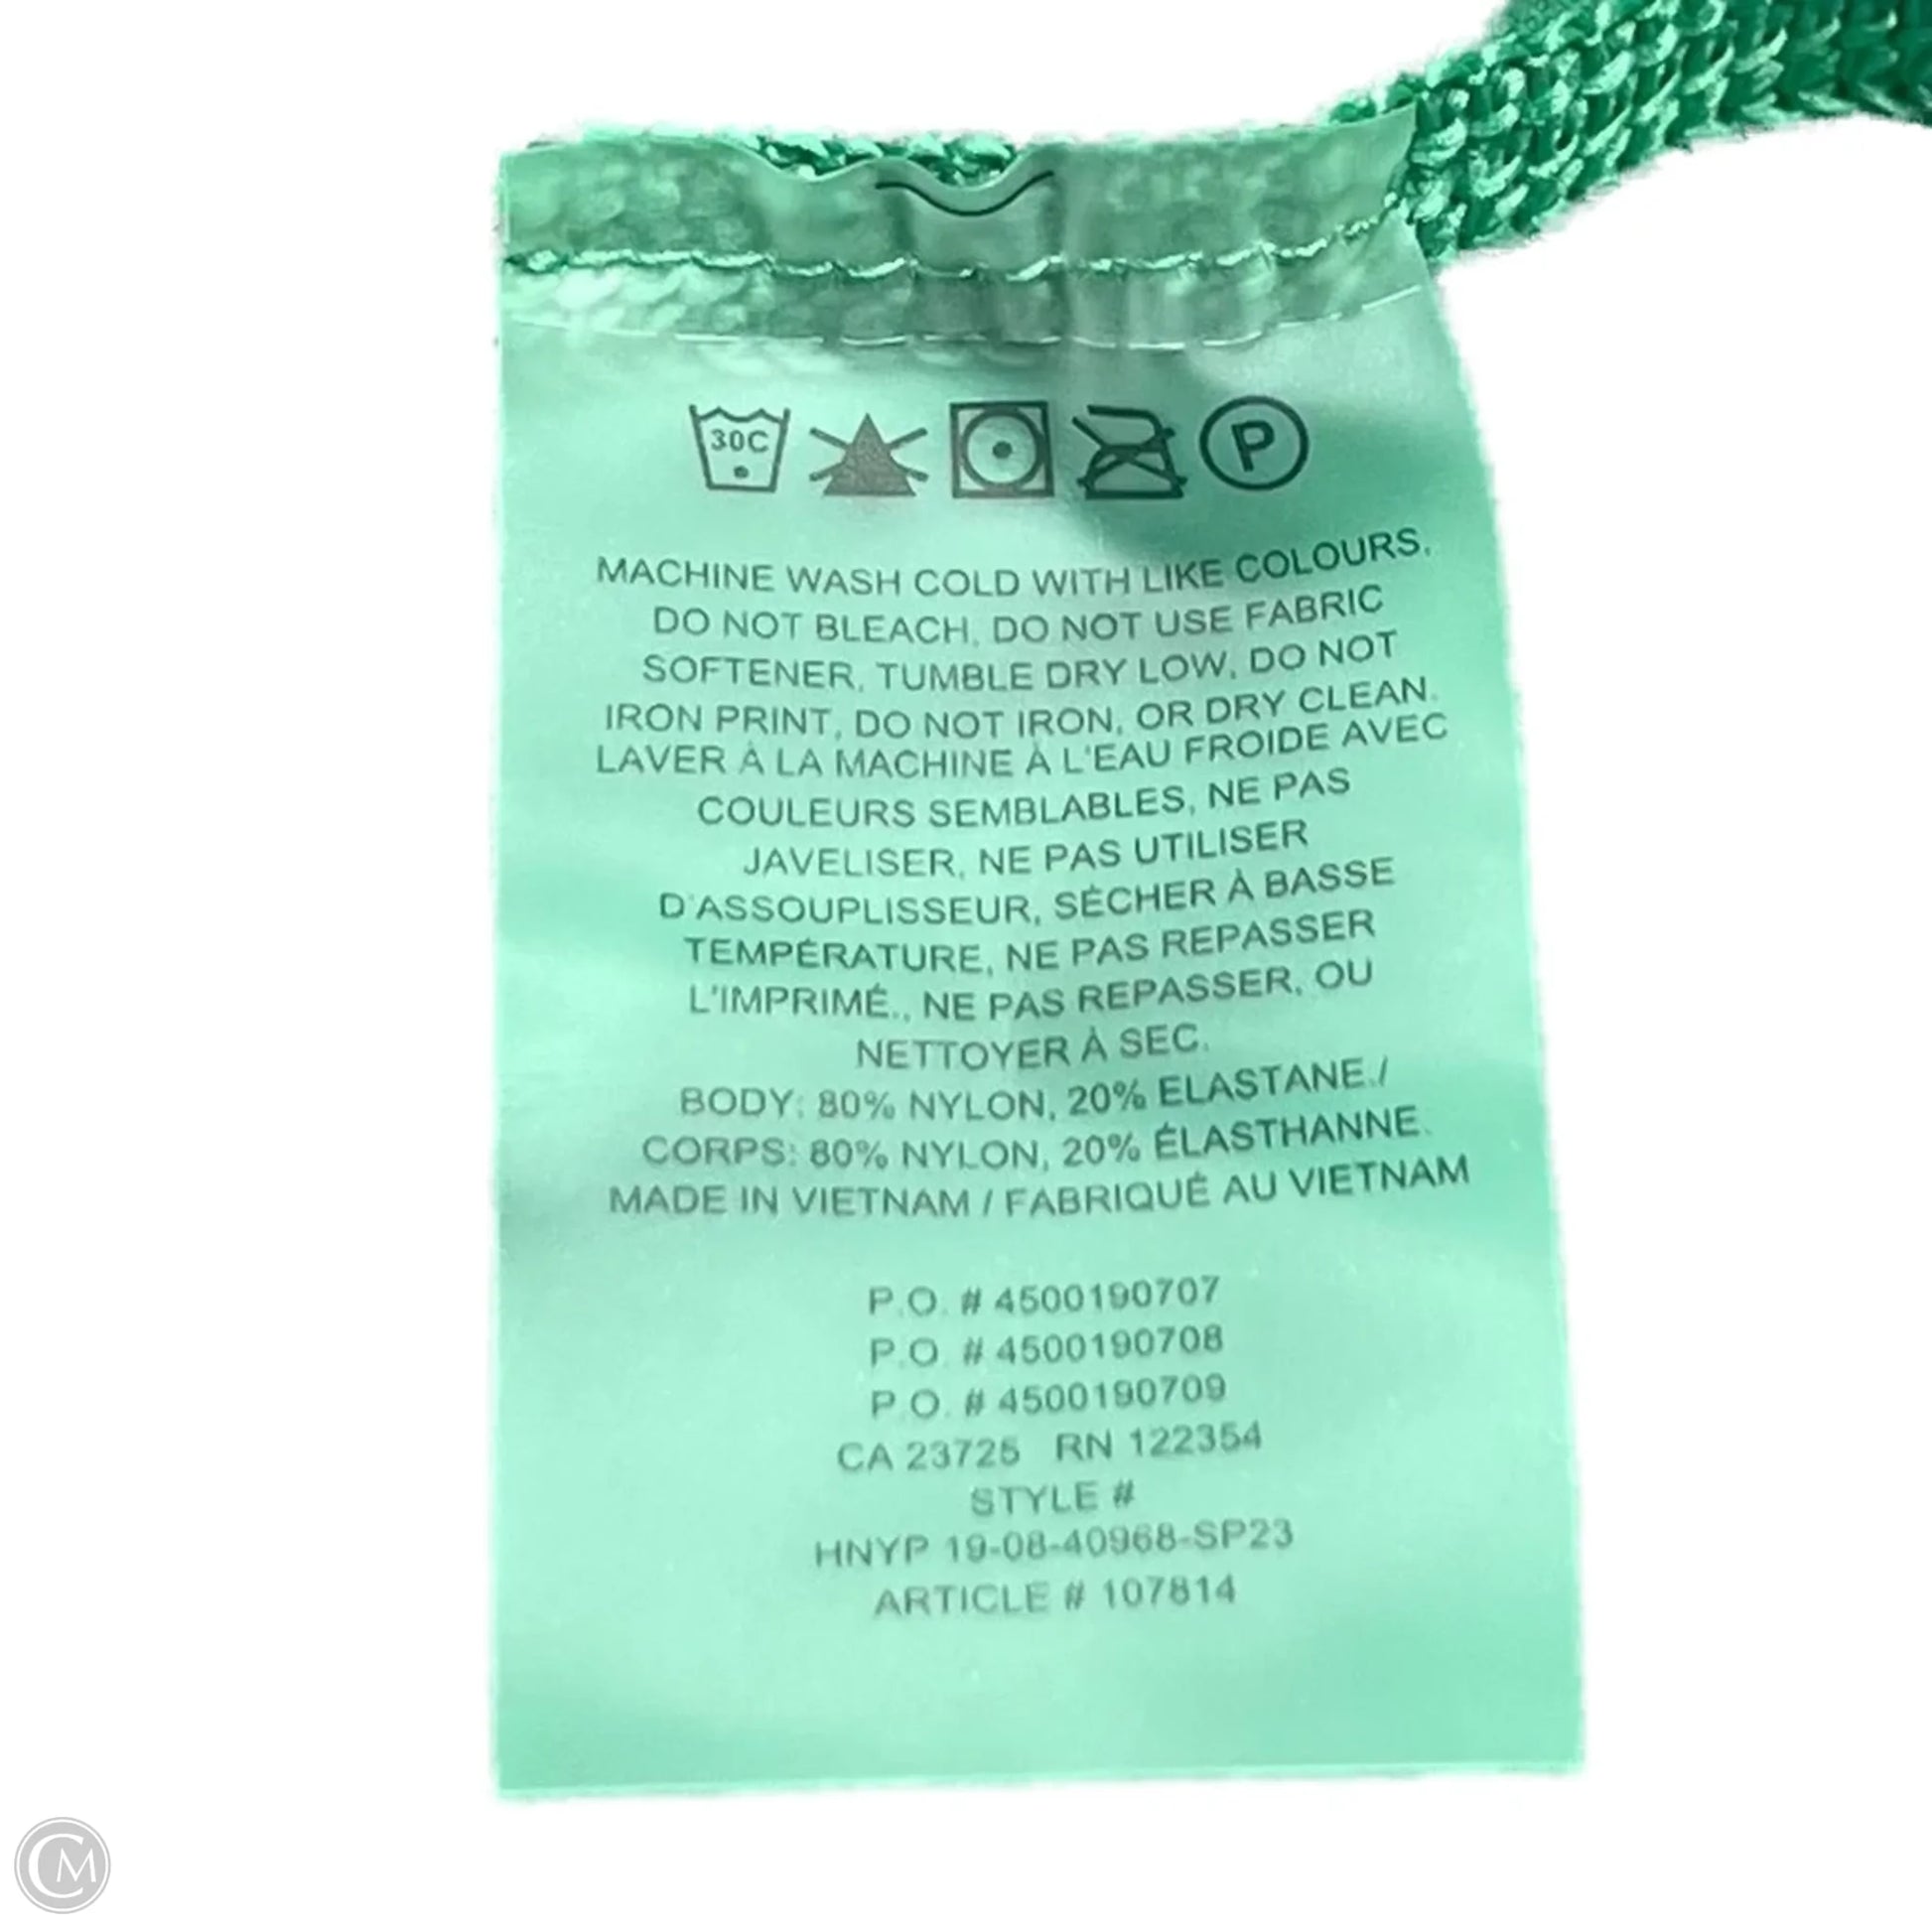 30C
P
MACHINE WASH COLD WITH LIKE COLOURS,
DO NOT BLEACH, DO NOT USE FABRIC
SOFTENER, TUMBLE DRY LOW, DO NOT
IRON PRINT, DO NOT IRON, OR DRY CLEAN.
LAVER À LA MACHINE À L'EAU FROIDE AVEC
COULEURS SEMBLABLES, NE PAS
JAVELISER, NE PAS UTILISER
D'ASSOUPLISSEUR, SÉCHER À BASSE
TEMPÉRATURE, NE PAS REPASSER
L'IMPRIMÉ., NE PAS REPASSER, OU
NETTOYER À SEC.
BODY: 80% NYLON, 20% ELASTANE./
CORPS: 80% NYLON, 20% ÉLASTHANNE.
MADE IN VIETNAM / FABRIQUÉ AU VIETNAM
P.O. # 4500190707
P.O. # 4500190708
P.O. # 4500190709
CA 23725 RN 122354
STYLE #
HNYP 19-08-40968-SP23
ARTICLE # 107814
CM